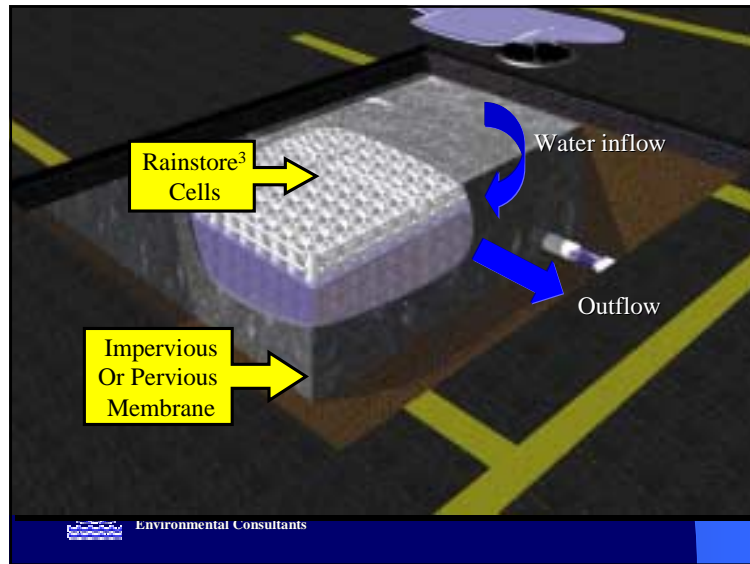 Rainstore³
Cells
Water inflow
Outflow
Impervious
Or Pervious
Membrane
Environmental Consultants